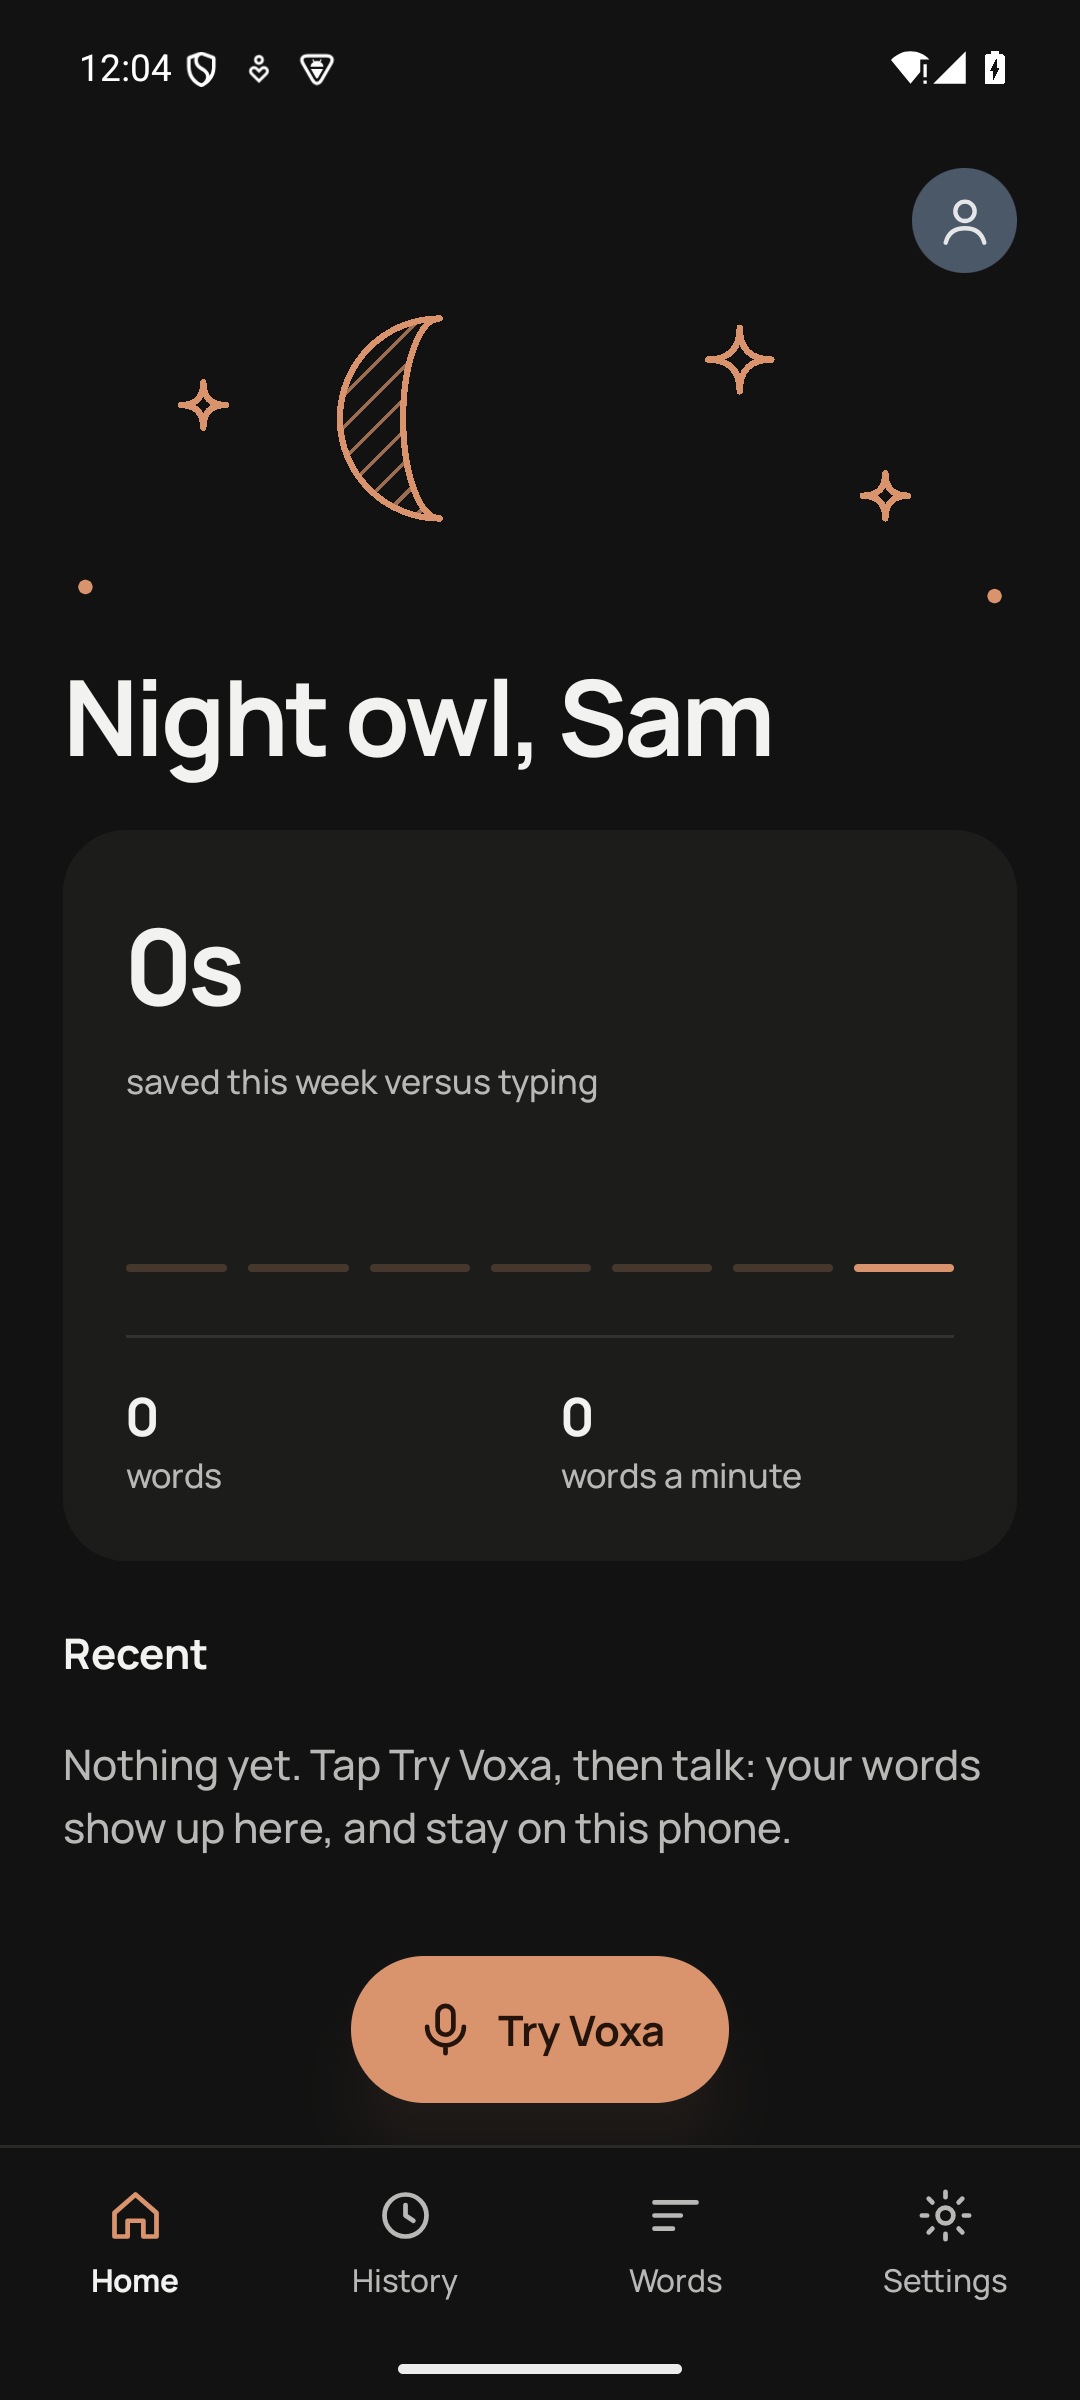 12:04
Night owl, Sam
0s
saved this week versus typing
0
words
0
words a minute
Recent
Nothing yet. Tap Try Voxa, then talk: your words
show up here, and stay on this phone.
Try Voxa
Home
History
Words
Settings